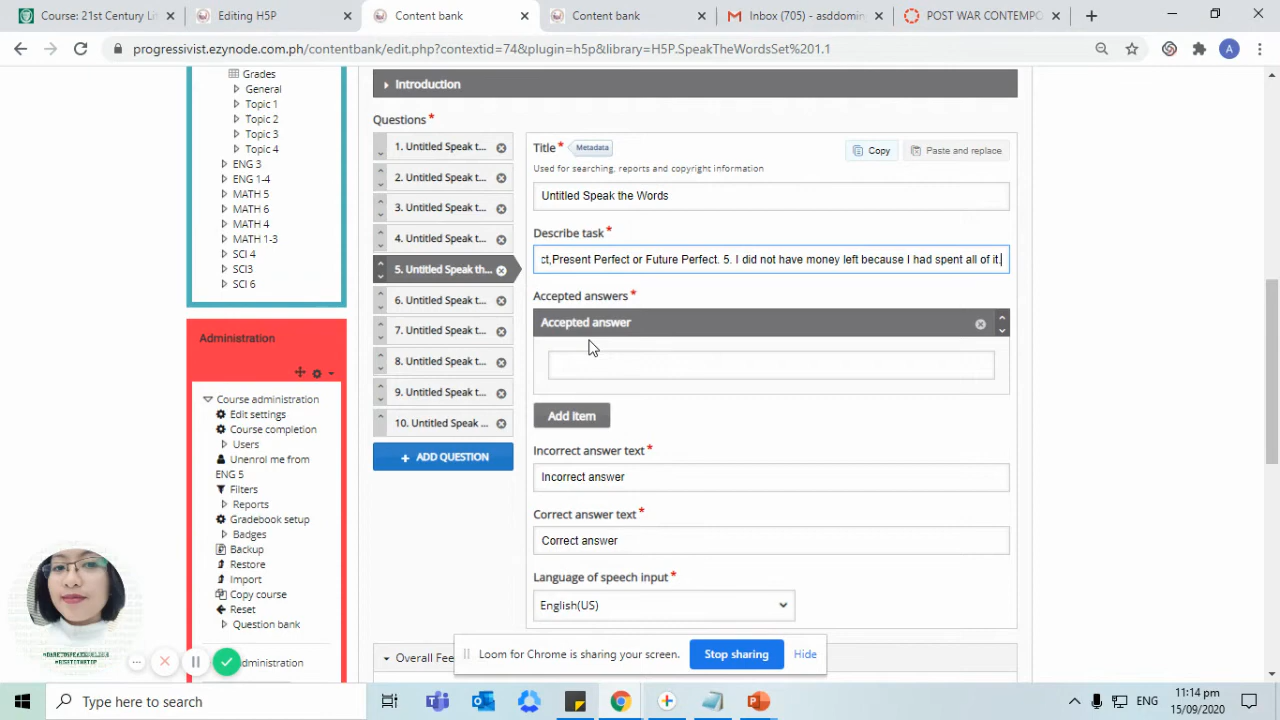 Course: 21st Century Li
Editing H5P
Content bank
Content bank
Inbox (705) - asddomin
POST WAR CONTEMPO
progressivist.ezynode.com.ph/contentbank/edit.php?contextid=74&plugin=h5p&library=H5P.SpeakTheWordsSet%201.1
A
Grades
General
Topic 1
Topic 2
Topic 3
Topic 4
ENG 3
ENG 1-4
MATH 5
MATH 6
MATH 4
MATH 1-3
SCI 4
SCI3
SCI 6
Administration
Course administration
Edit settings
Course completion
Users
Unenrol me from
ENG 5
Filters
Reports
Gradebook setup
Badges
Backup
Restore
Import
Copy course
Reset
Question bank
dministration
Introduction
Questions *
1. Untitled Speak t...
2. Untitled Speak t...
3. Untitled Speak t...
4. Untitled Speak t...
5. Untitled Speak th...
6. Untitled Speak t...
7. Untitled Speak t...
8. Untitled Speak t...
9. Untitled Speak t...
10. Untitled Speak ...
+ ADD QUESTION
Title * Metadata
Copy
Paste and replace
Used for searching, reports and copyright information
Untitled Speak the Words
Describe task *
ct,Present Perfect or Future Perfect. 5. I did not have money left because I had spent all of it.
Accepted answers *
Accepted answer
Add Item
Incorrect answer text *
Incorrect answer
Correct answer text *
Correct answer
Language of speech input *
English(US)
Overall Fee
Loom for Chrome is sharing your screen.
Stop sharing
Hide
Type here to search
ENG
11:14 pm
15/09/2020